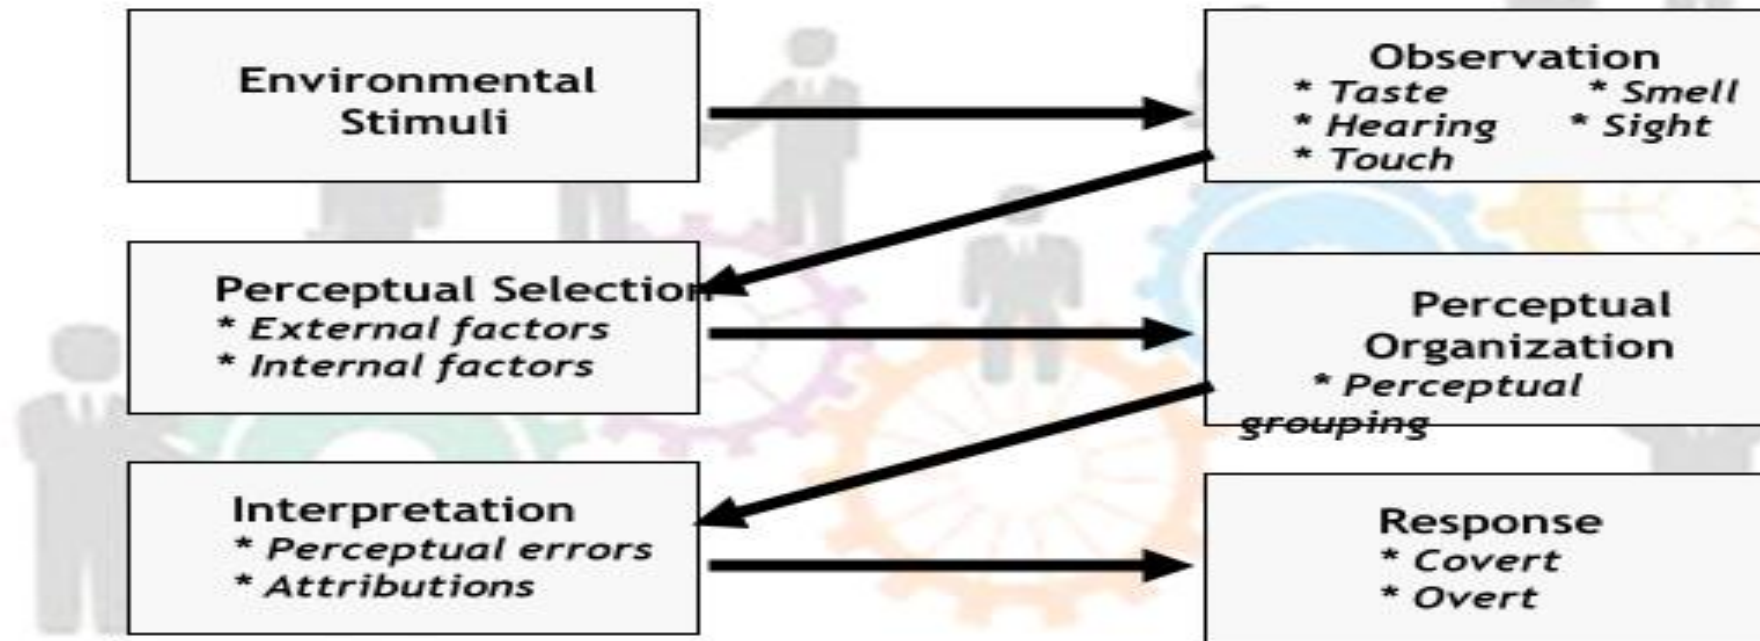 Environmental
Stimuli
Observation
* Taste * Smell
* Hearing * Sight
* Touch
Perceptual Selection
* External factors
* Internal factors
Perceptual
Organization
* Perceptual
grouping
Interpretation
* Perceptual errors
* Attributions
Response
* Covert
* Overt